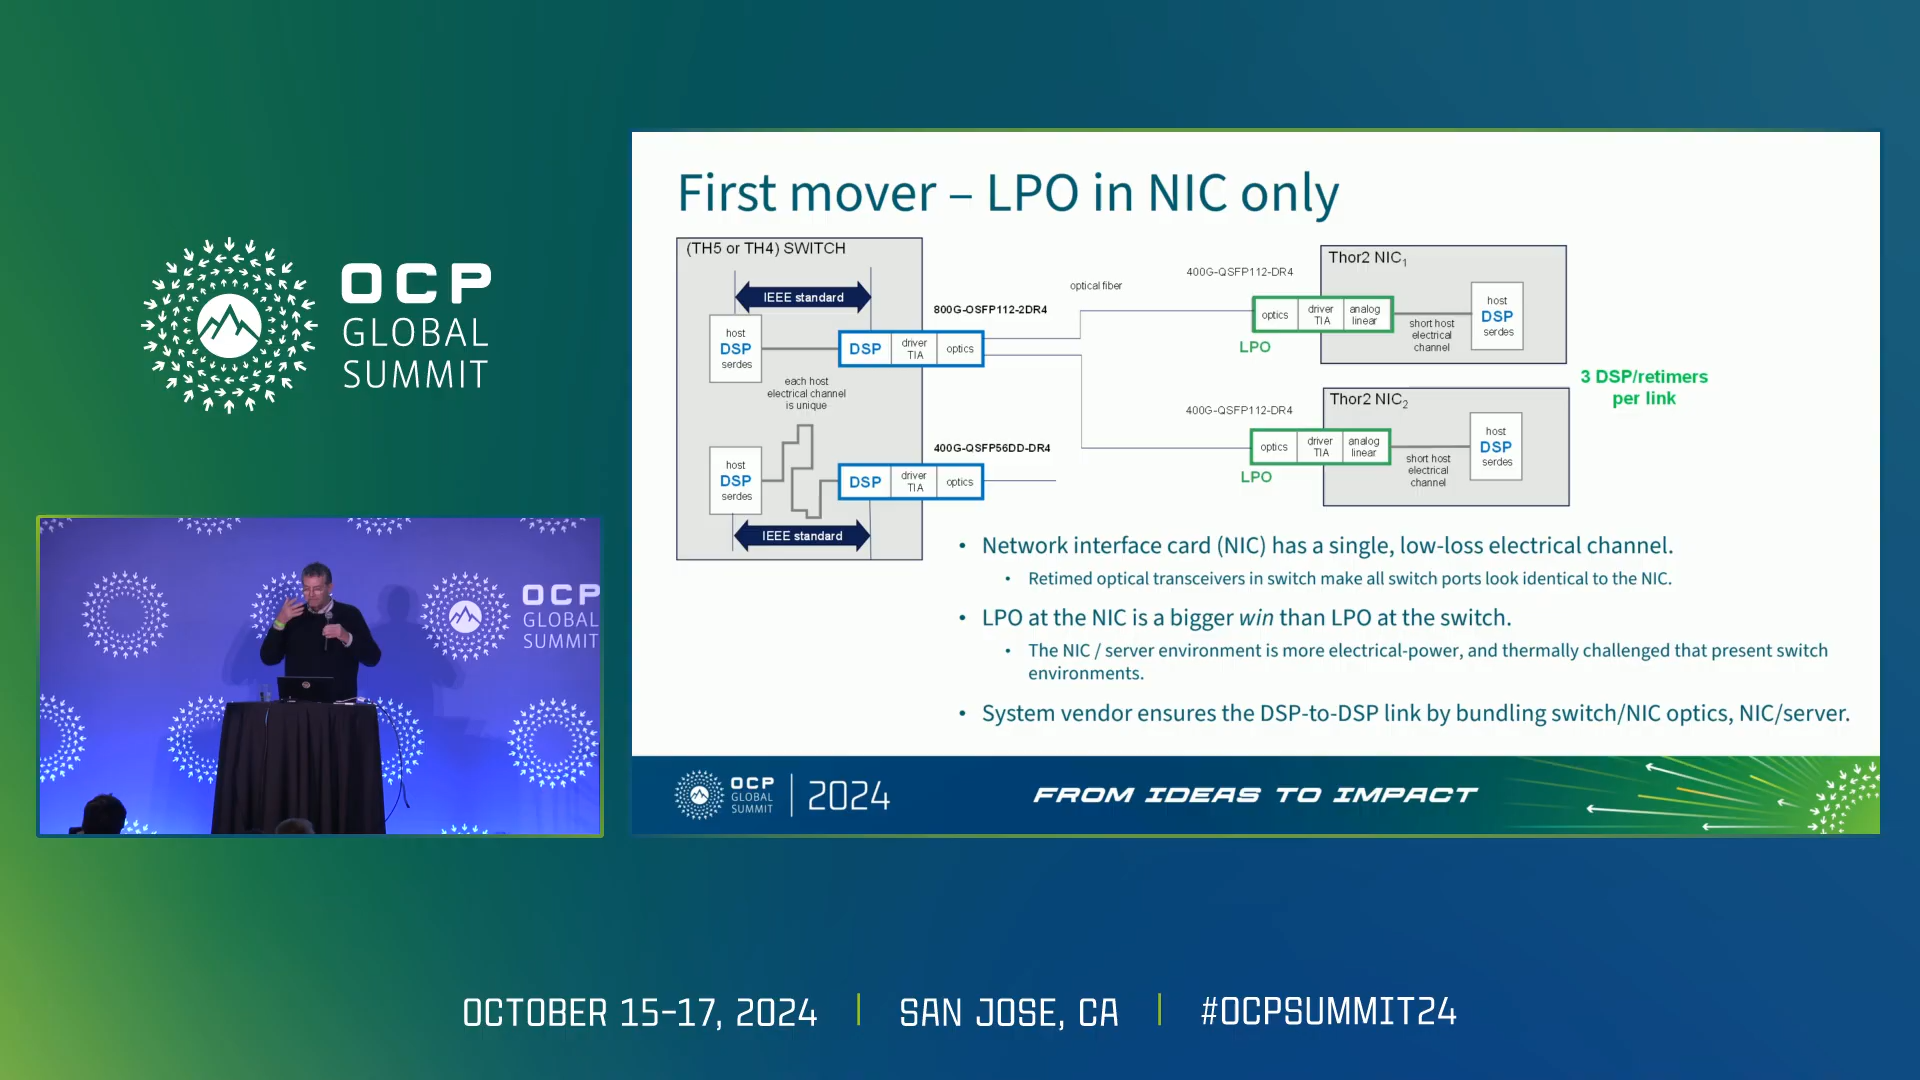 OCP
GLOBAL
SUMMIT
First mover – LPO in NIC only
(TH5 or TH4) SWITCH
IEEE standard
host
DSP
serdes
DSP
driver
TIA
optics
800G-OSFP112-2DR4
each host
electrical channel
is unique
host
DSP
serdes
DSP
driver
TIA
optics
400G-QSFP56DD-DR4
IEEE standard
optical fiber
400G-QSFP112-DR4
Thor2 NIC1
optics
driver
TIA
analog
linear
LPO
short host
electrical
channel
host
DSP
serdes
400G-QSFP112-DR4
Thor2 NIC2
optics
driver
TIA
analog
linear
LPO
short host
electrical
channel
host
DSP
serdes
3 DSP/retimers
per link
• Network interface card (NIC) has a single, low-loss electrical channel.
• Retimed optical transceivers in switch make all switch ports look identical to the NIC.
• LPO at the NIC is a bigger win than LPO at the switch.
• The NIC / server environment is more electrical-power, and thermally challenged that present switch
environments.
• System vendor ensures the DSP-to-DSP link by bundling switch/NIC optics, NIC/server.
OCP
GLOBAL
SUMMIT
2024
FROM IDEAS TO IMPACT
OCP
GLOBAL
SUMMIT
OCTOBER 15-17, 2024 | SAN JOSE, CA | #OCPSUMMIT24